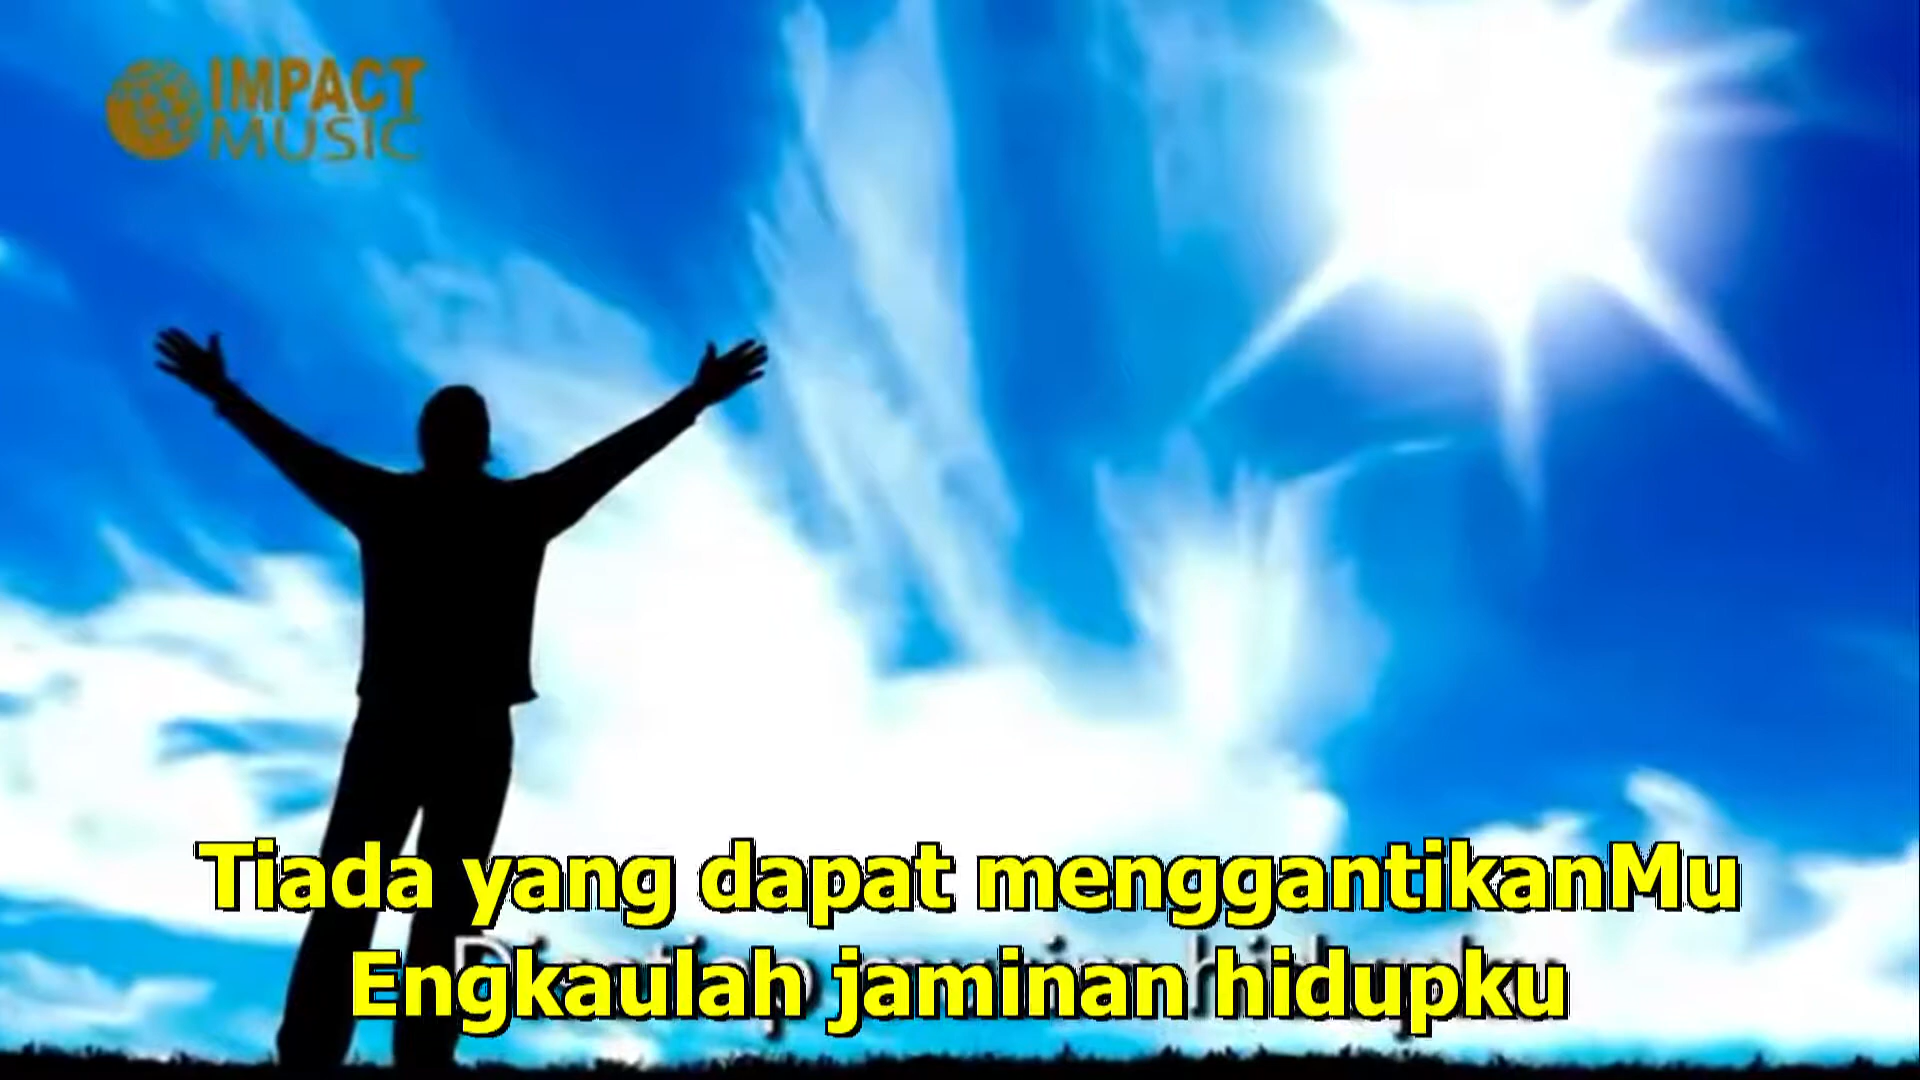 IMPACT
MUSIC
Tiada yang dapat menggantikanMu
Engkaulah jaminan hidupku